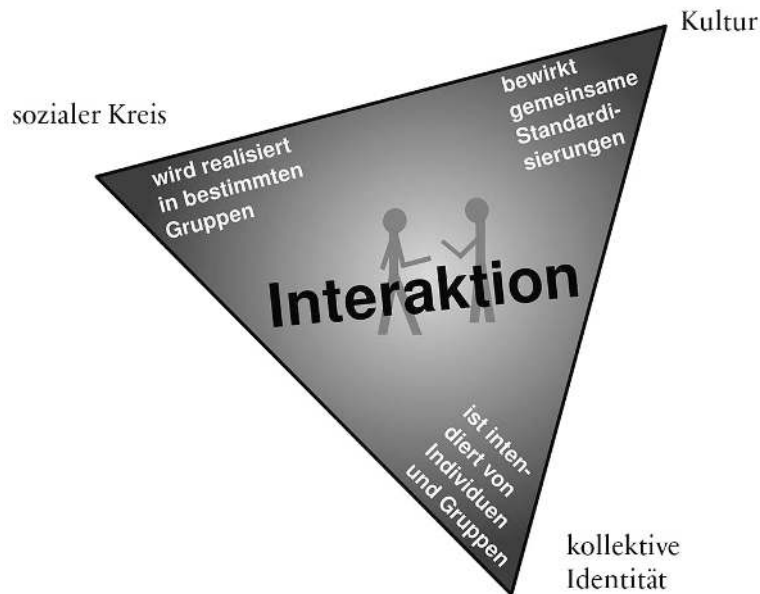 Kultur
sozialer Kreis
bewirkt
gemeinsame
Standardi-
sierungen
wird realisiert
in bestimmten
Gruppen
Interaktion
ist inten-
diert von
Individuen
und Gruppen
kollektive
Identität